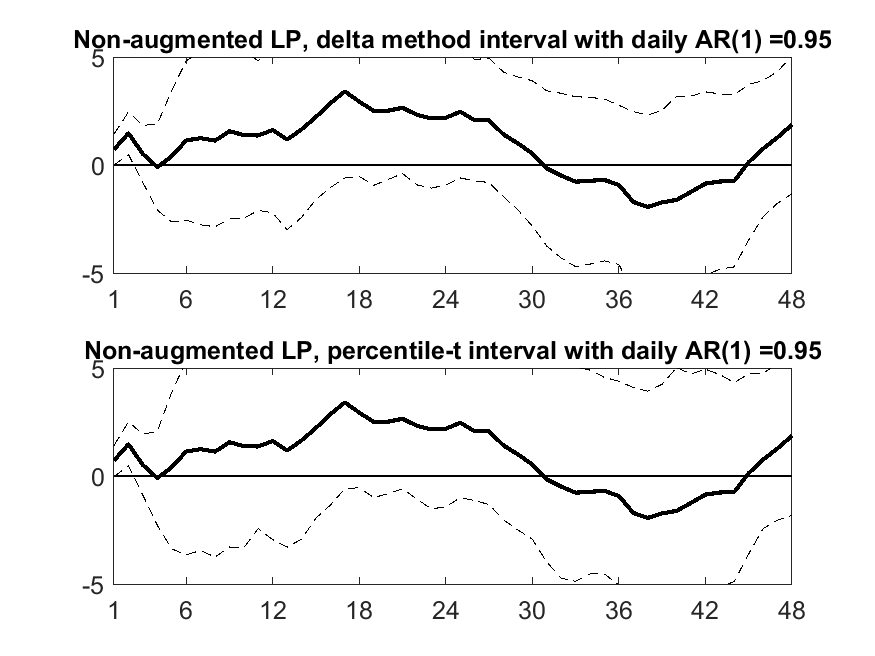 Non-augmented LP, delta method interval with daily AR(1) =0.95
5
0
-5
1 6 12 18 24 30 36 42 48
Non-augmented LP, percentile-t interval with daily AR(1) =0.95
5
0
-5
1 6 12 18 24 30 36 42 48